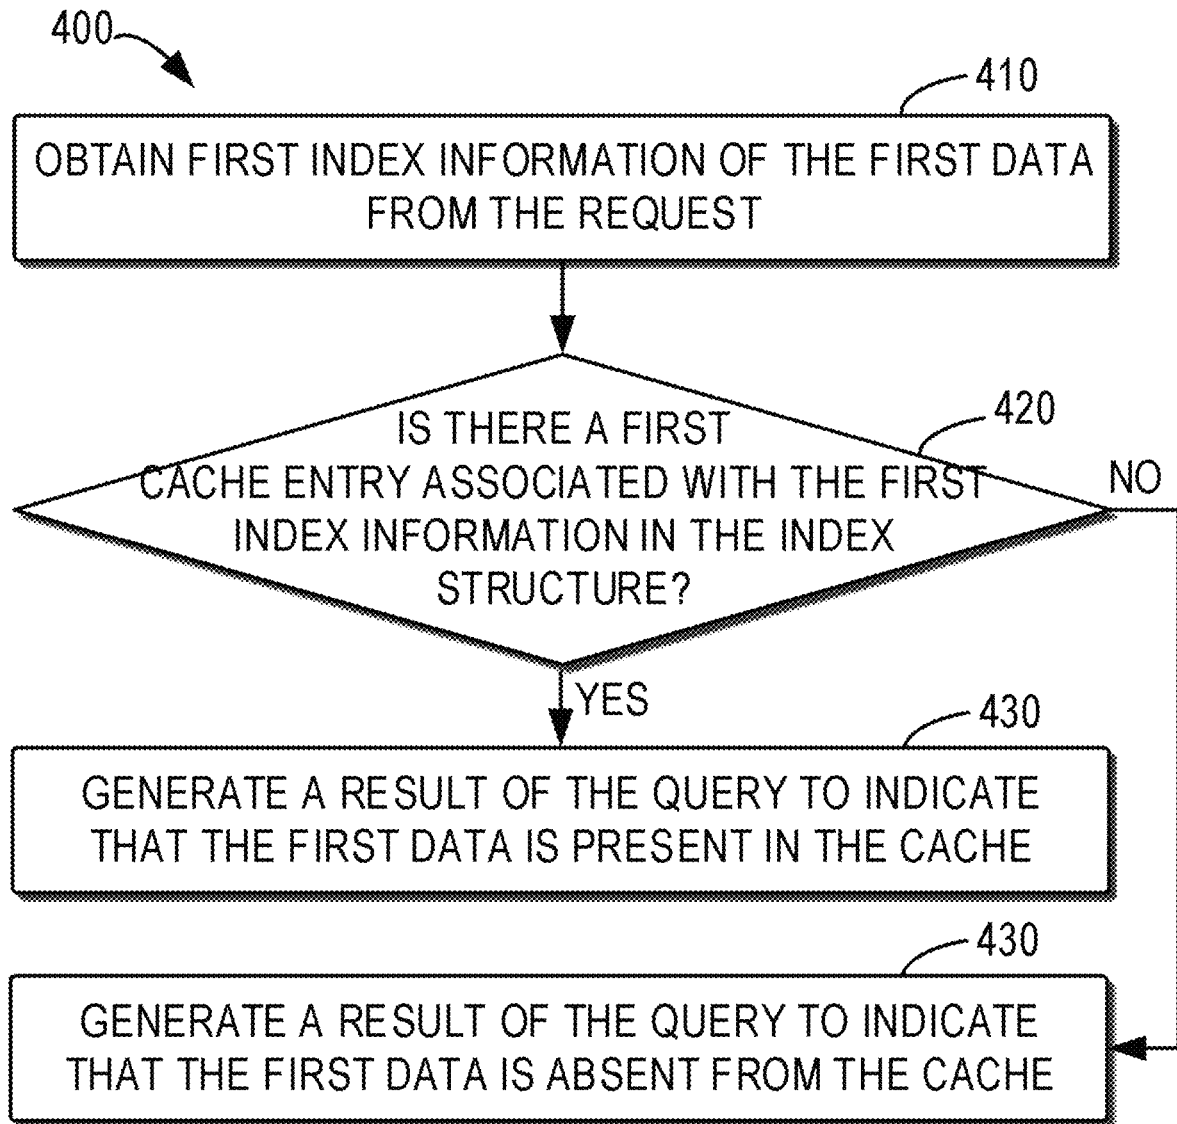 400
410
OBTAIN FIRST INDEX INFORMATION OF THE FIRST DATA
FROM THE REQUEST
420
IS THERE A FIRST
CACHE ENTRY ASSOCIATED WITH THE FIRST
INDEX INFORMATION IN THE INDEX
STRUCTURE?
NO
YES
430
GENERATE A RESULT OF THE QUERY TO INDICATE
THAT THE FIRST DATA IS PRESENT IN THE CACHE
430
GENERATE A RESULT OF THE QUERY TO INDICATE
THAT THE FIRST DATA IS ABSENT FROM THE CACHE